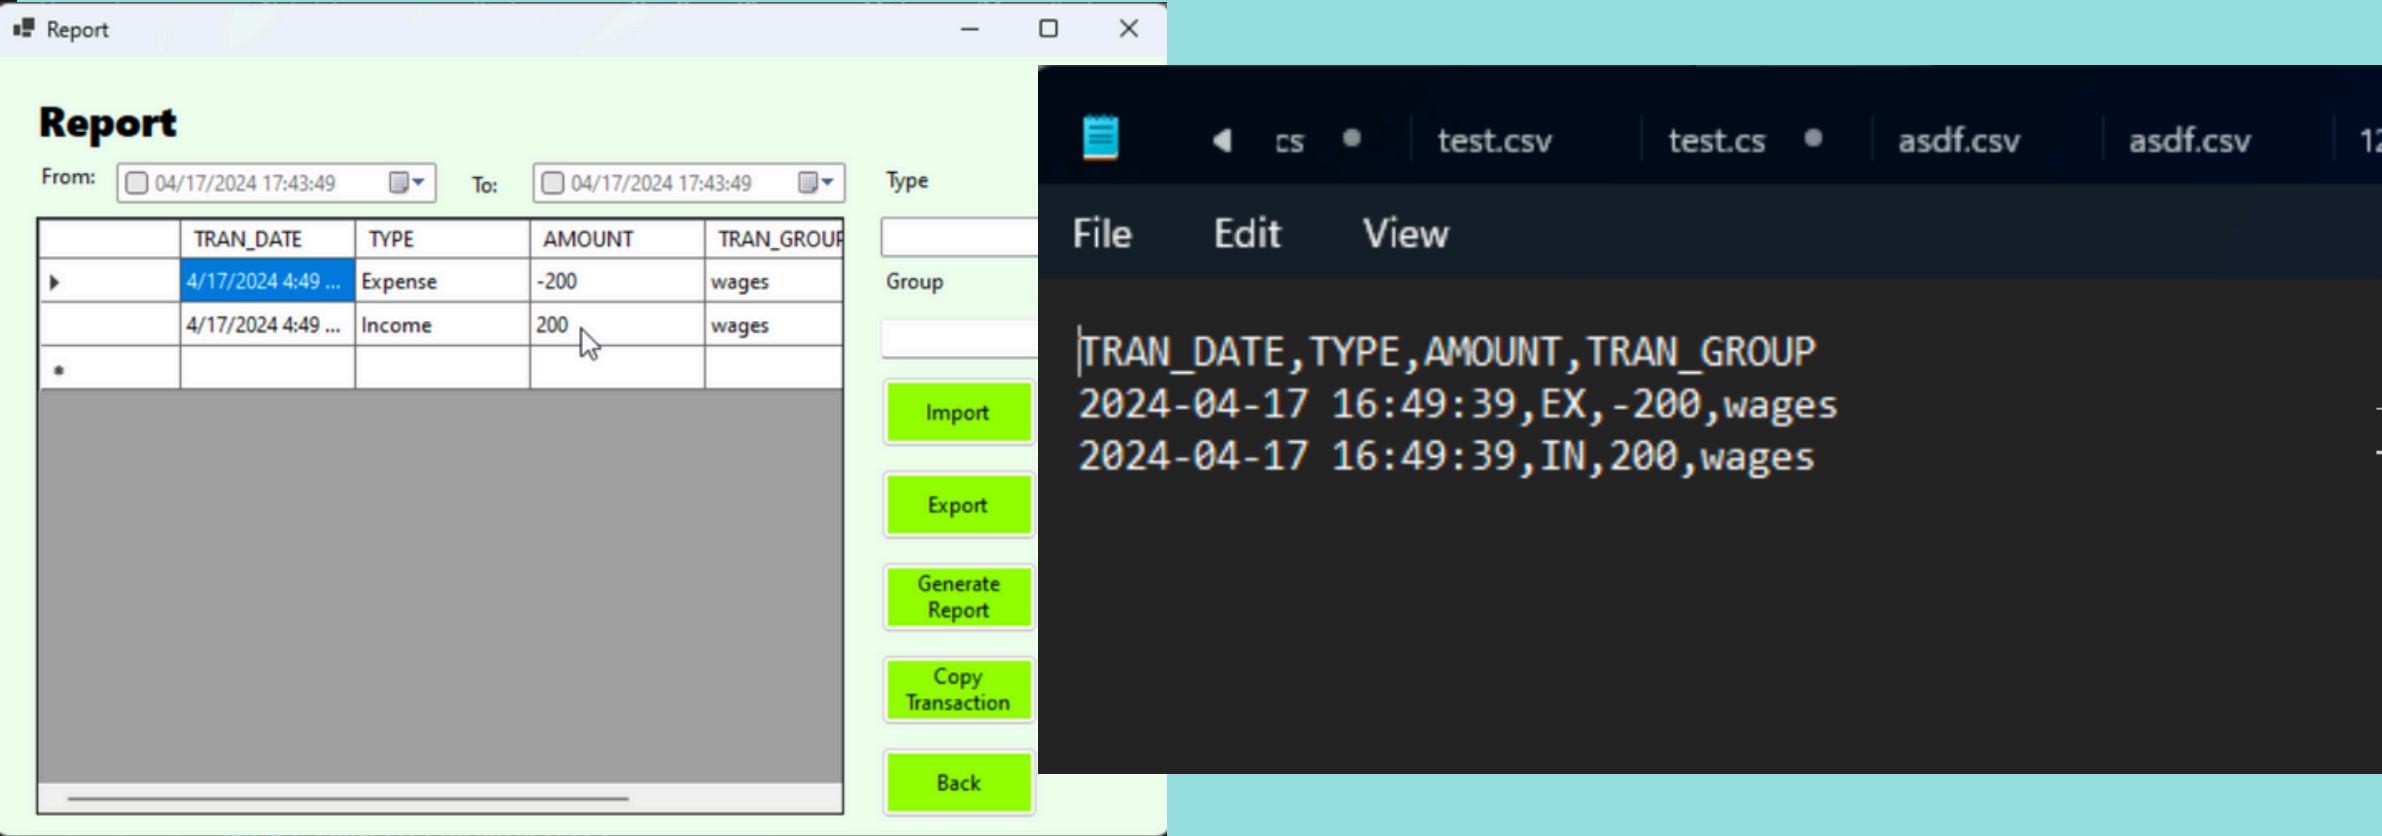 Report
Report
From: 04/17/2024 17:43:49 To: 04/17/2024 17:43:49
TRAN_DATE TYPE AMOUNT TRAN_GROUP
4/17/2024 4:49 ... Expense -200 wages
4/17/2024 4:49 ... Income 200 wages
Type
Group
Import
Export
Generate
Report
Copy
Transaction
Back
cs test.csv test.cs asdf.csv asdf.csv 12
File Edit View
TRAN_DATE,TYPE,AMOUNT,TRAN_GROUP
2024-04-17 16:49:39,EX,-200,wages
2024-04-17 16:49:39,IN,200,wages